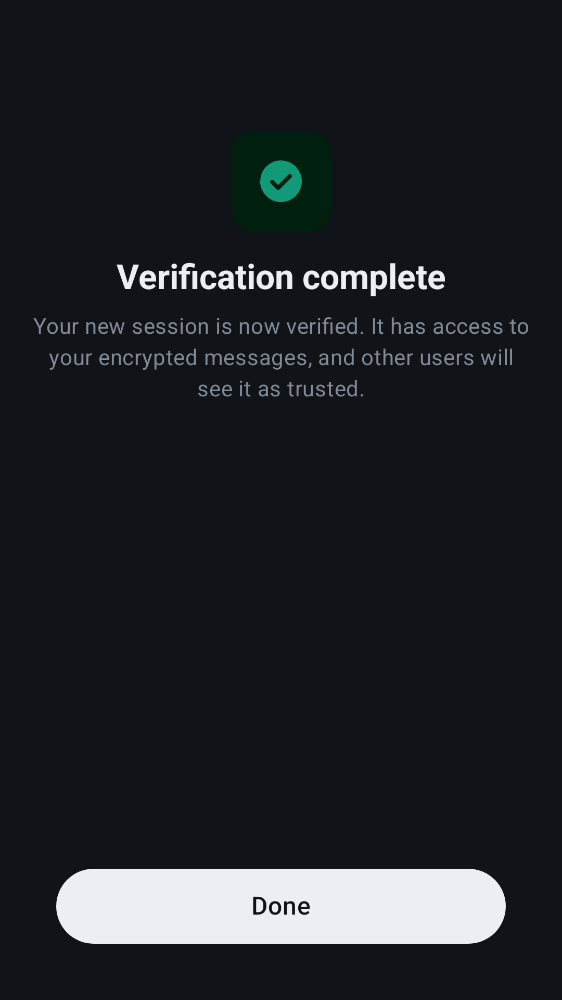 Verification complete
Your new session is now verified. It has access to
your encrypted messages, and other users will
see it as trusted.
Done